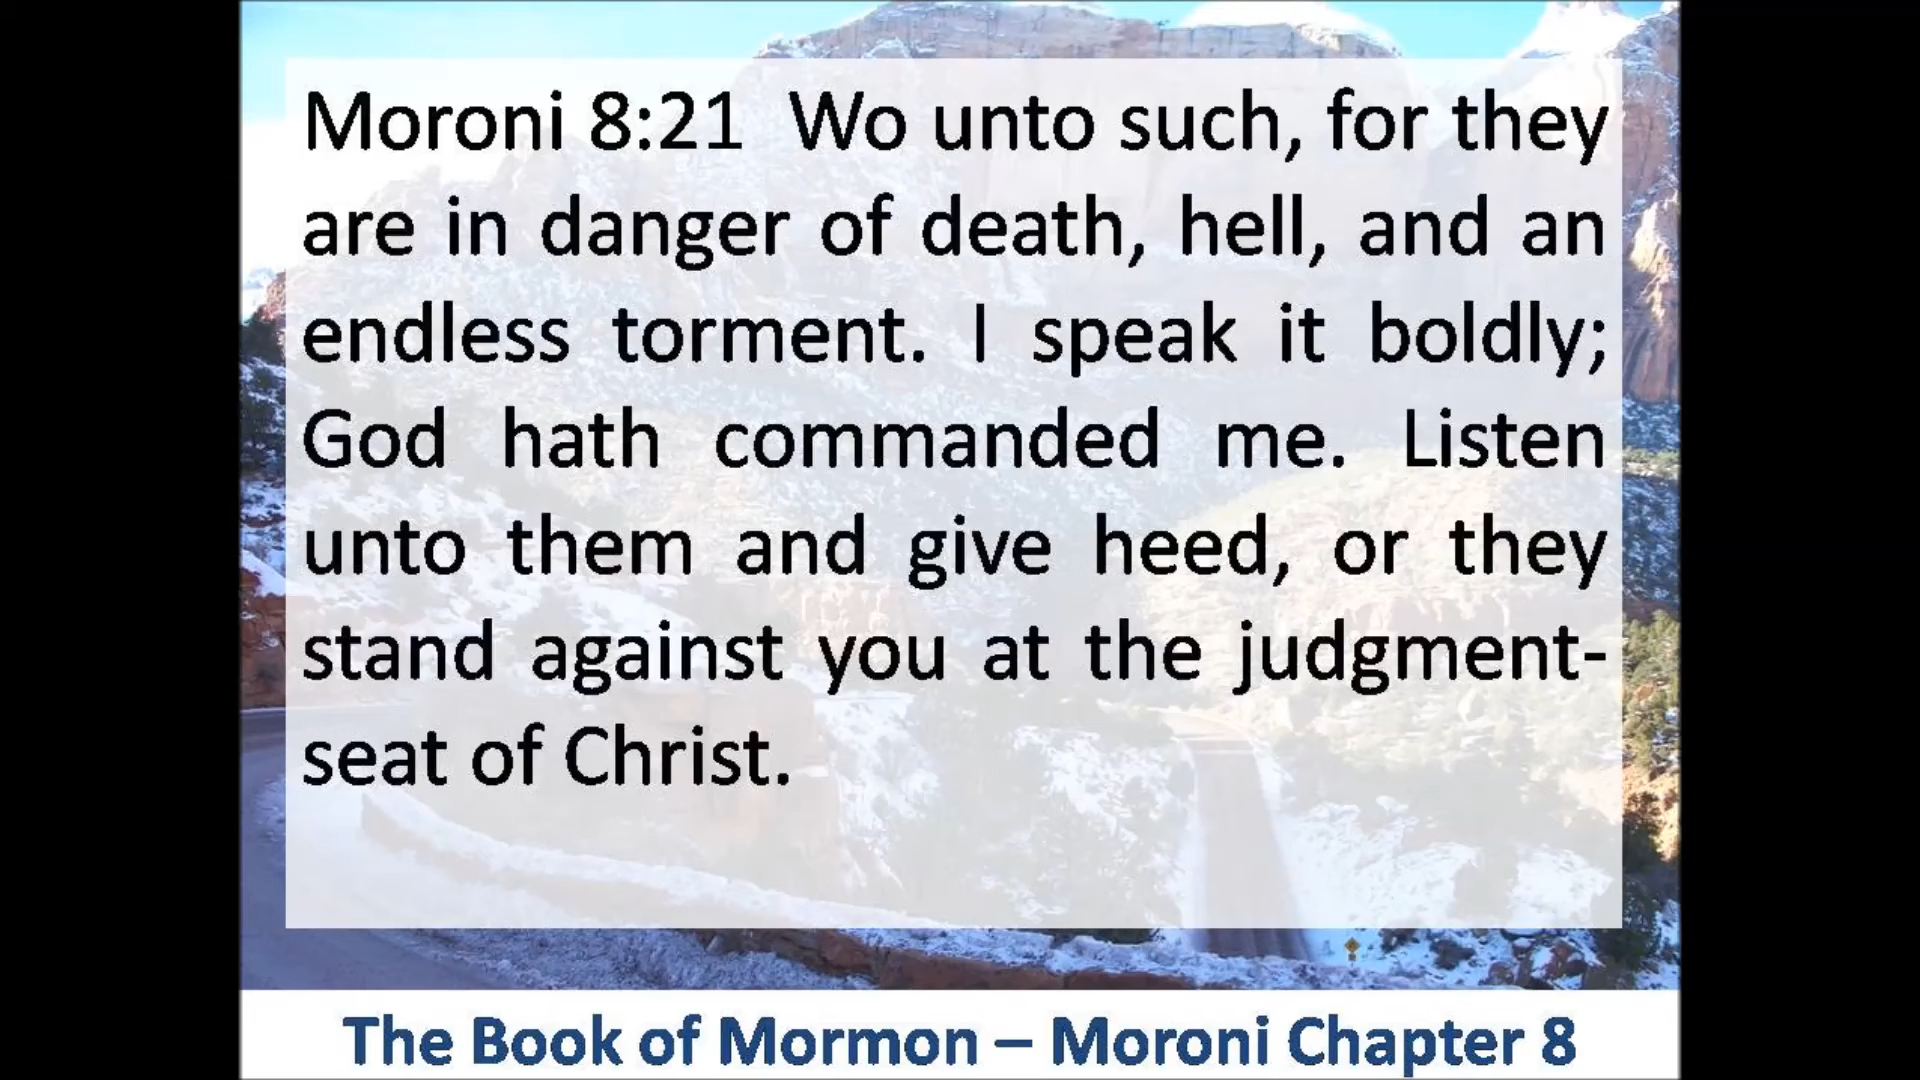 Moroni 8:21 Wo unto such, for they
are in danger of death, hell, and an
endless torment. I speak it boldly;
God hath commanded me. Listen
unto them and give heed, or they
stand against you at the judgment-
seat of Christ.
The Book of Mormon – Moroni Chapter 8